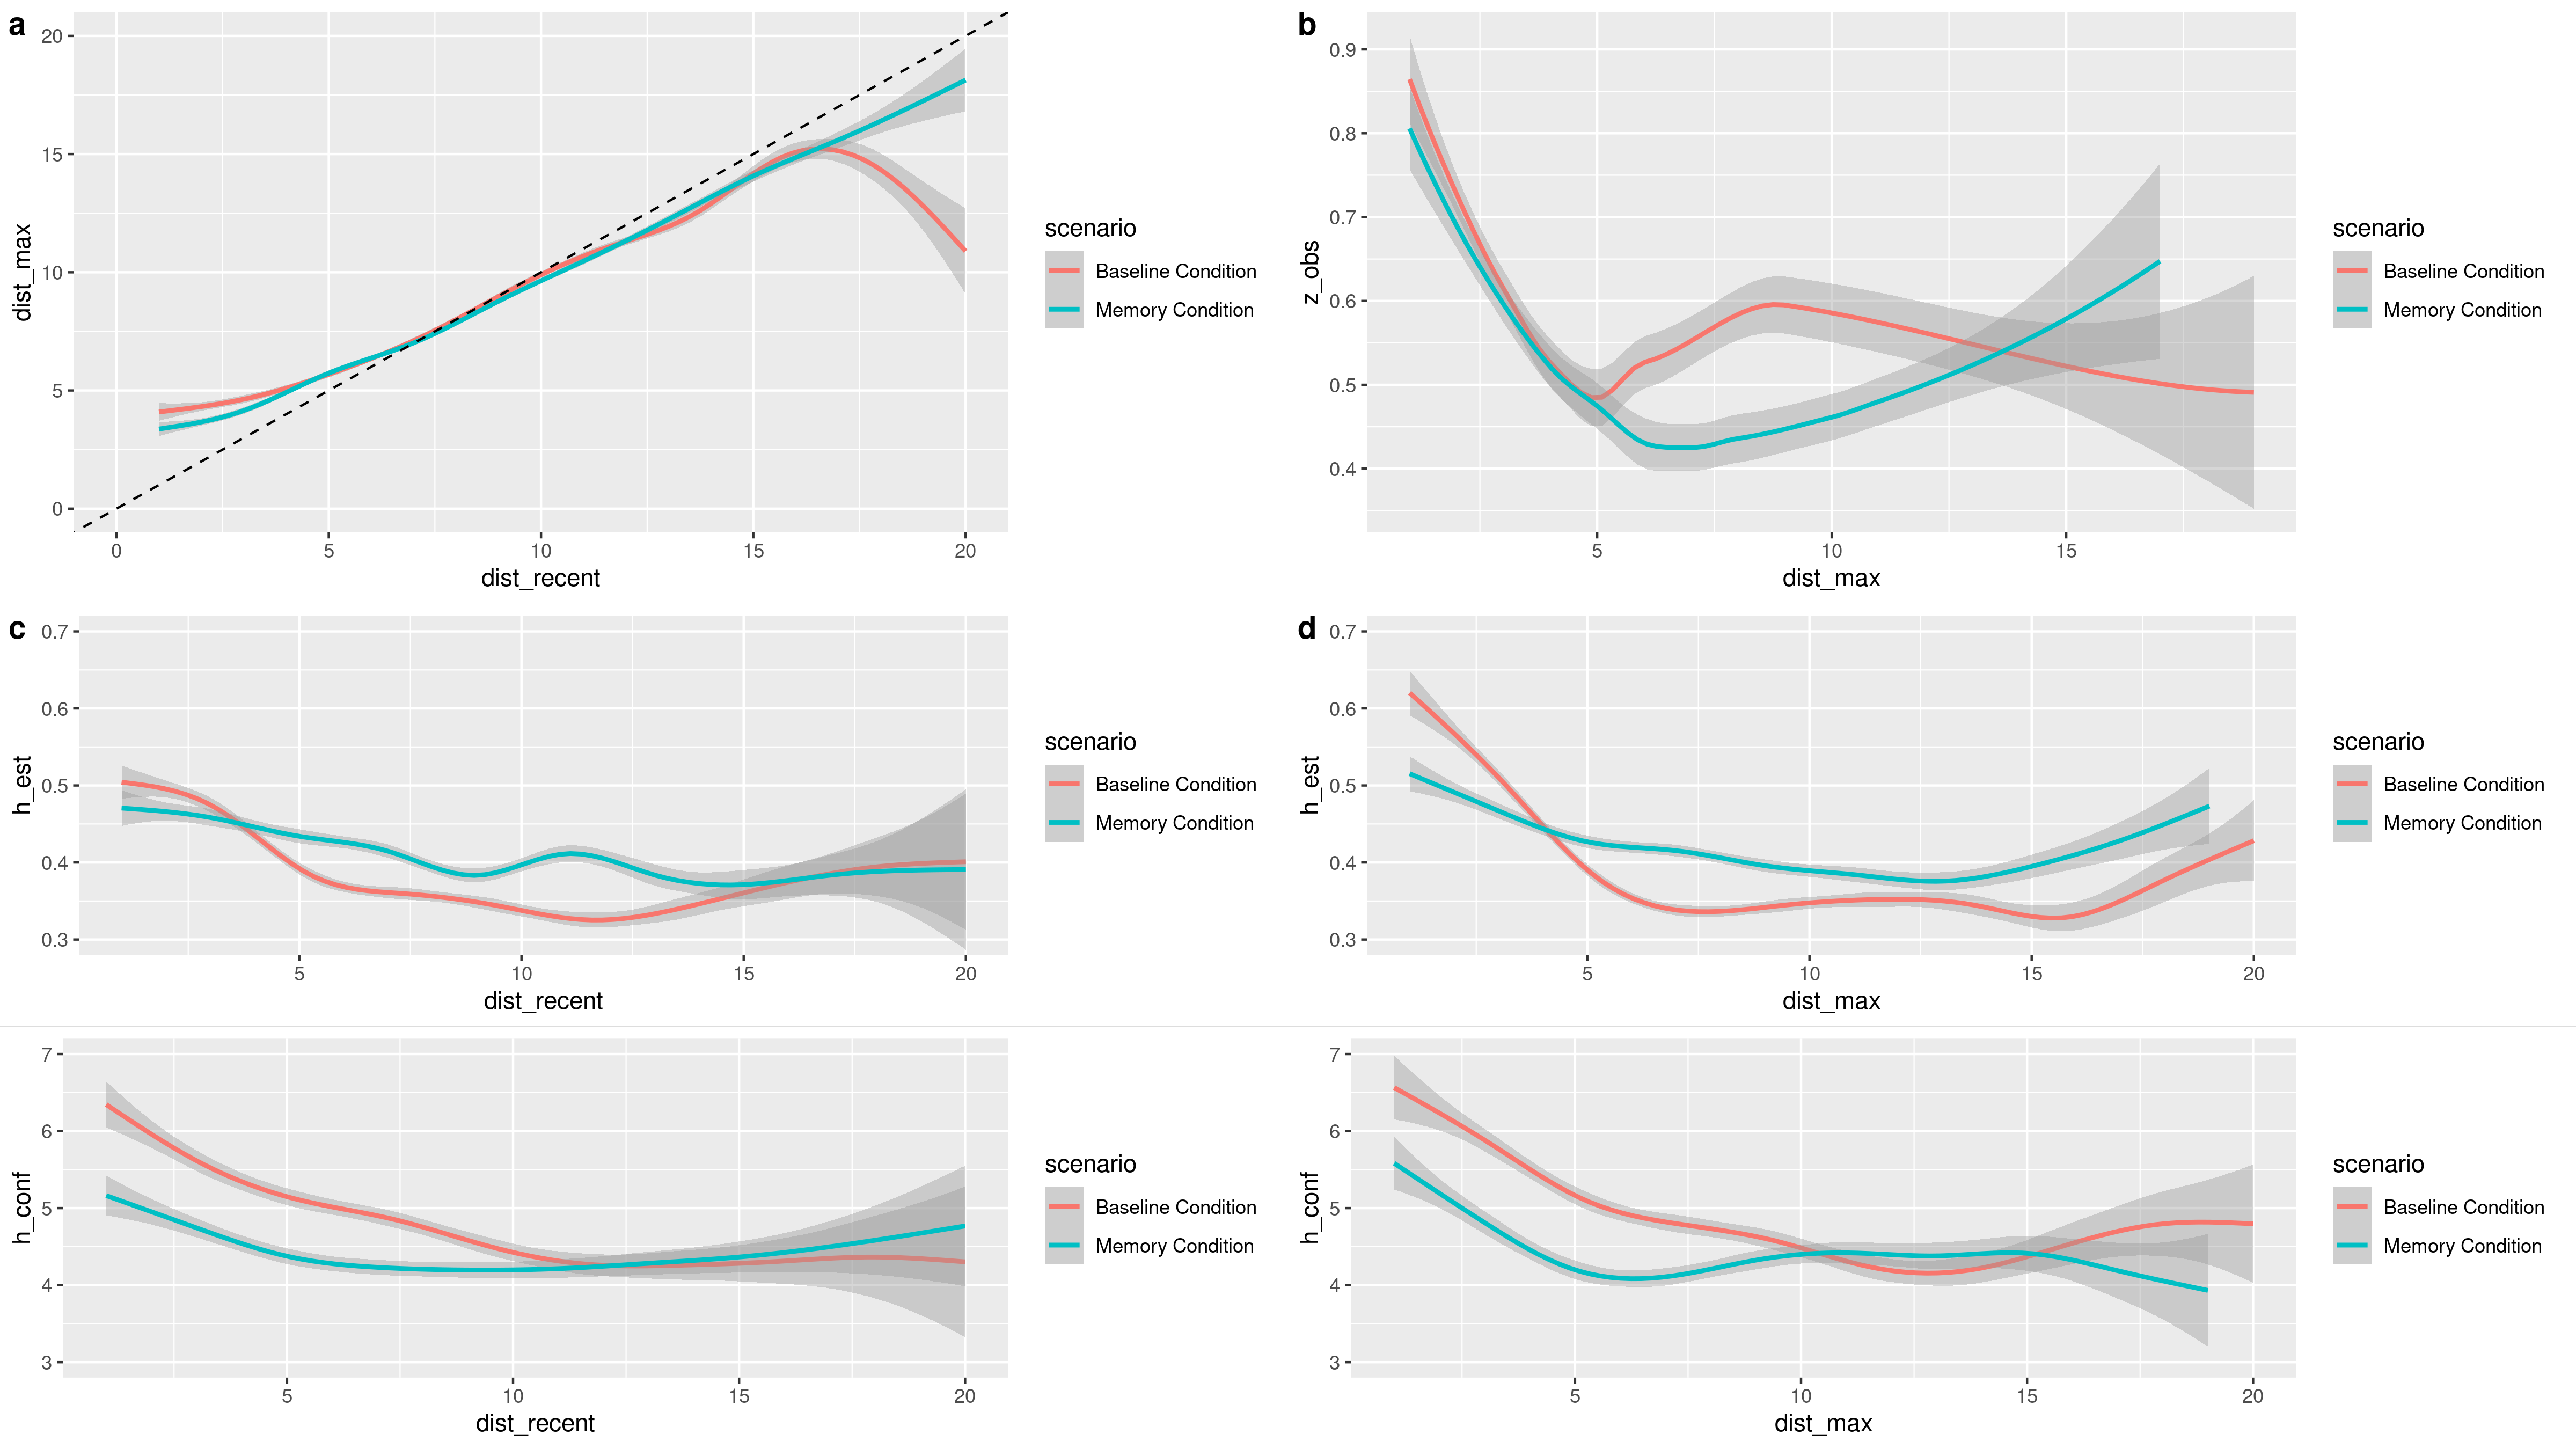 a
20
15
10
5
0
dist_max
0 5 10 15 20
dist_recent
scenario
Baseline Condition
Memory Condition
b
0.9
0.8
0.7
0.6
0.5
0.4
z_obs
5 10 15
dist_max
scenario
Baseline Condition
Memory Condition
c
0.7
0.6
0.5
0.4
0.3
h_est
5 10 15 20
dist_recent
scenario
Baseline Condition
Memory Condition
d
0.7
0.6
0.5
0.4
0.3
h_est
5 10 15 20
dist_max
scenario
Baseline Condition
Memory Condition
7
6
5
4
3
h_conf
5 10 15 20
dist_recent
scenario
Baseline Condition
Memory Condition
7
6
5
4
3
h_conf
5 10 15 20
dist_max
scenario
Baseline Condition
Memory Condition